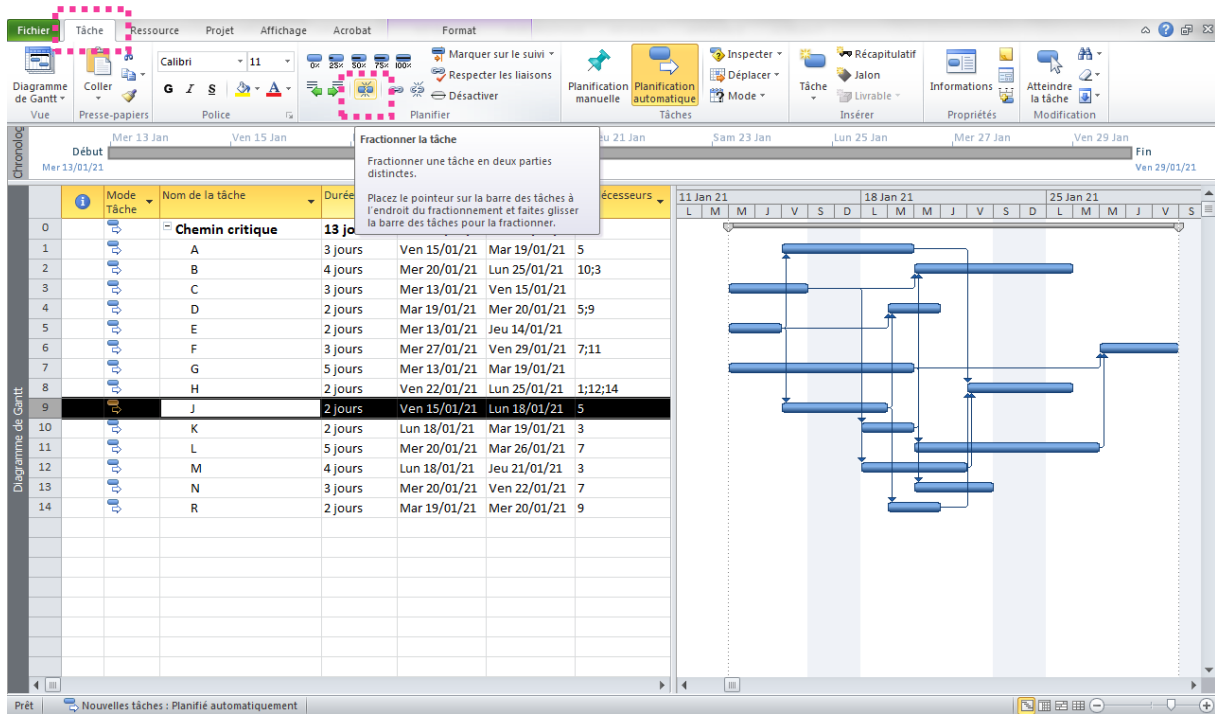 Fichier Tâche Ressource Projet Affichage Acrobat Format
Diagramme de Gantt
Vue
Coller
Presse-papiers
Calibri 11
G I S A
Police
0% 25% 50% 75% 100%
Marquer sur le suivi
Respecter les liaisons
Désactiver
Planifier
Planification manuelle
Planification automatique
Tâches
Inspecter
Déplacer
Mode
Tâche
Récapitulatif
Jalon
Livrable
Insérer
Informations
Propriétés
Atteindre la tâche
Modification
Chronolog
Mer 13 Jan Ven 15 Jan eu 21 Jan Sam 23 Jan Lun 25 Jan Mer 27 Jan Ven 29 Jan
Début
Mer 13/01/21
Fin
Ven 29/01/21
Fractionner la tâche
Fractionner une tâche en deux parties
distinctes.
Placez le pointeur sur la barre des tâches à
l'endroit du fractionnement et faites glisser
la barre des tâches pour la fractionner.
Mode Tâche Nom de la tâche Durée écesseurs
11 Jan 21 18 Jan 21 25 Jan 21
L M M J V S D L M M J V S D L M M J V S
0 Chemin critique 13 jo
1 A 3 jours Ven 15/01/21 Mar 19/01/21 5
2 B 4 jours Mer 20/01/21 Lun 25/01/21 10;3
3 C 3 jours Mer 13/01/21 Ven 15/01/21
4 D 2 jours Mar 19/01/21 Mer 20/01/21 5;9
5 E 2 jours Mer 13/01/21 Jeu 14/01/21
6 F 3 jours Mer 27/01/21 Ven 29/01/21 7;11
7 G 5 jours Mer 13/01/21 Mar 19/01/21
8 H 2 jours Ven 22/01/21 Lun 25/01/21 1;12;14
9 J 2 jours Ven 15/01/21 Lun 18/01/21 5
10 K 2 jours Lun 18/01/21 Mar 19/01/21 3
11 L 5 jours Mer 20/01/21 Mar 26/01/21 7
12 M 4 jours Lun 18/01/21 Jeu 21/01/21 3
13 N 3 jours Mer 20/01/21 Ven 22/01/21 7
14 R 2 jours Mar 19/01/21 Mer 20/01/21 9
Diagramme de Gantt
Prêt Nouvelles tâches : Planifié automatiquement